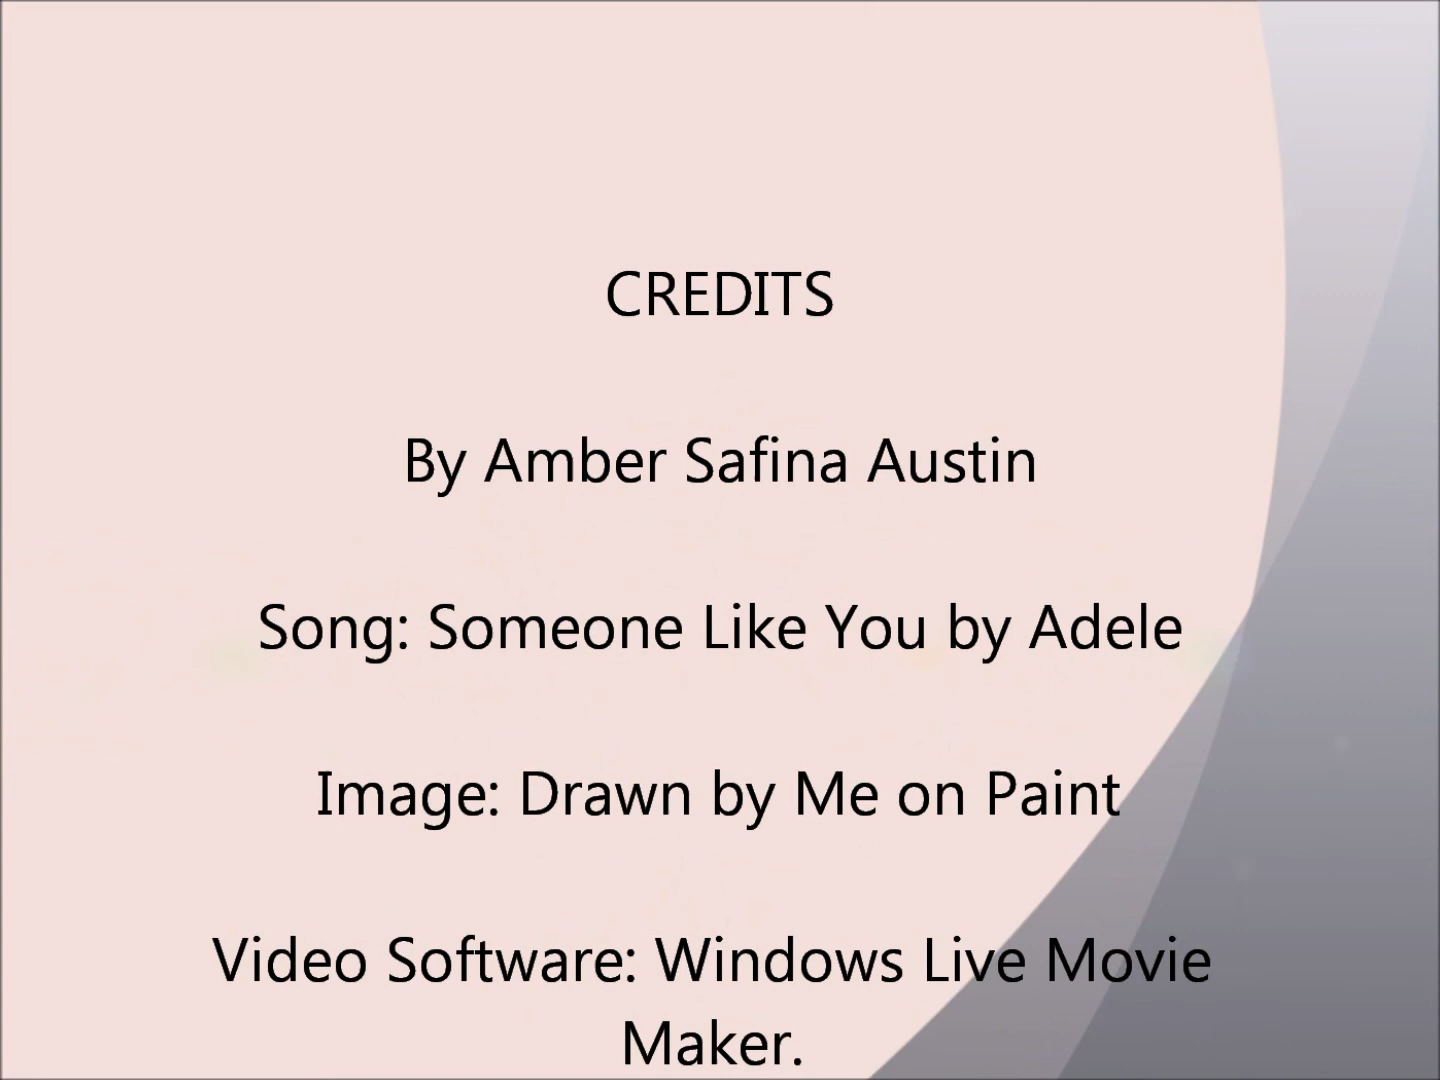 CREDITS
By Amber Safina Austin
Song: Someone Like You by Adele
Image: Drawn by Me on Paint
Video Software: Windows Live Movie
Maker.